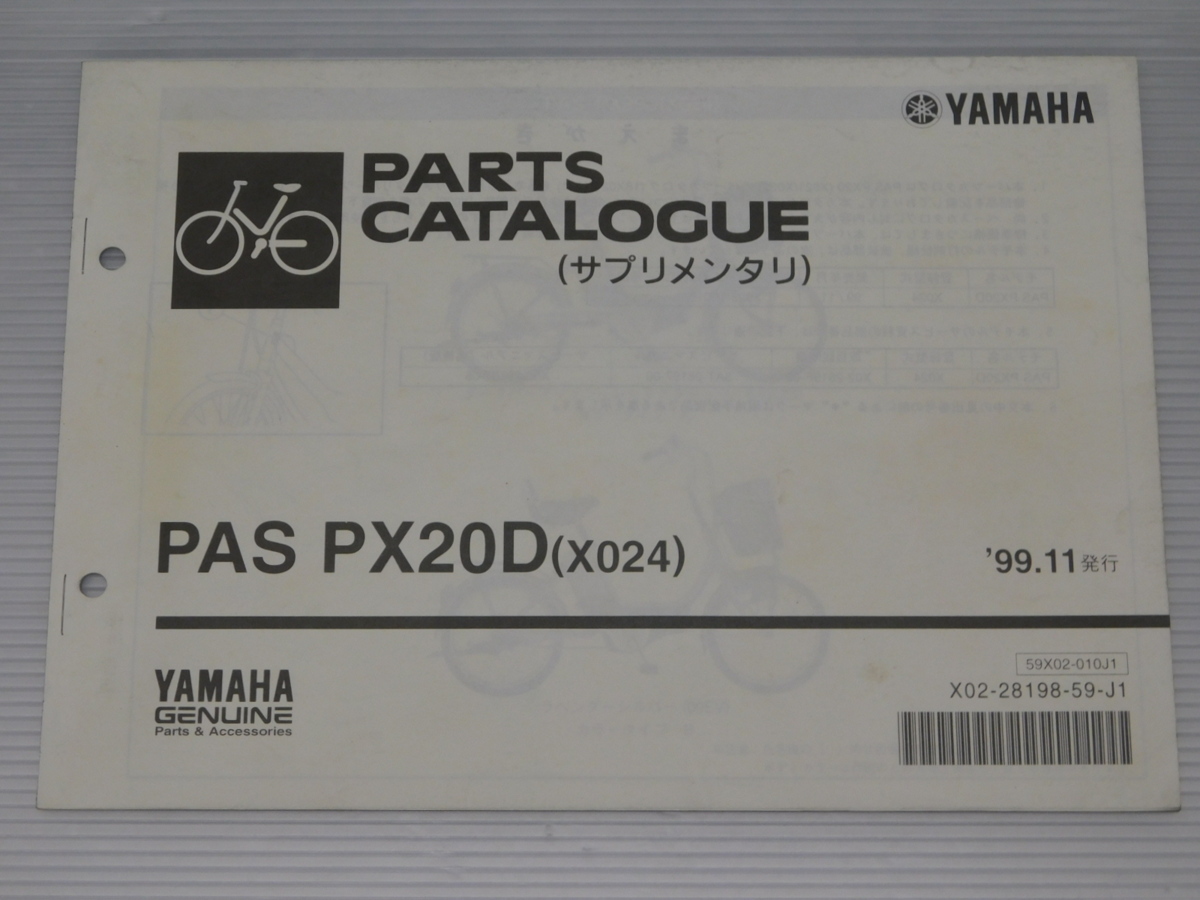 YAMAHA
PARTS
CATALOGUE
(サプリメンタリ)
PAS PX20D(X024)
'99.11発行
59X02-010J1
X02-28198-59-J1
YAMAHA
GENUINE
Parts & Accessories